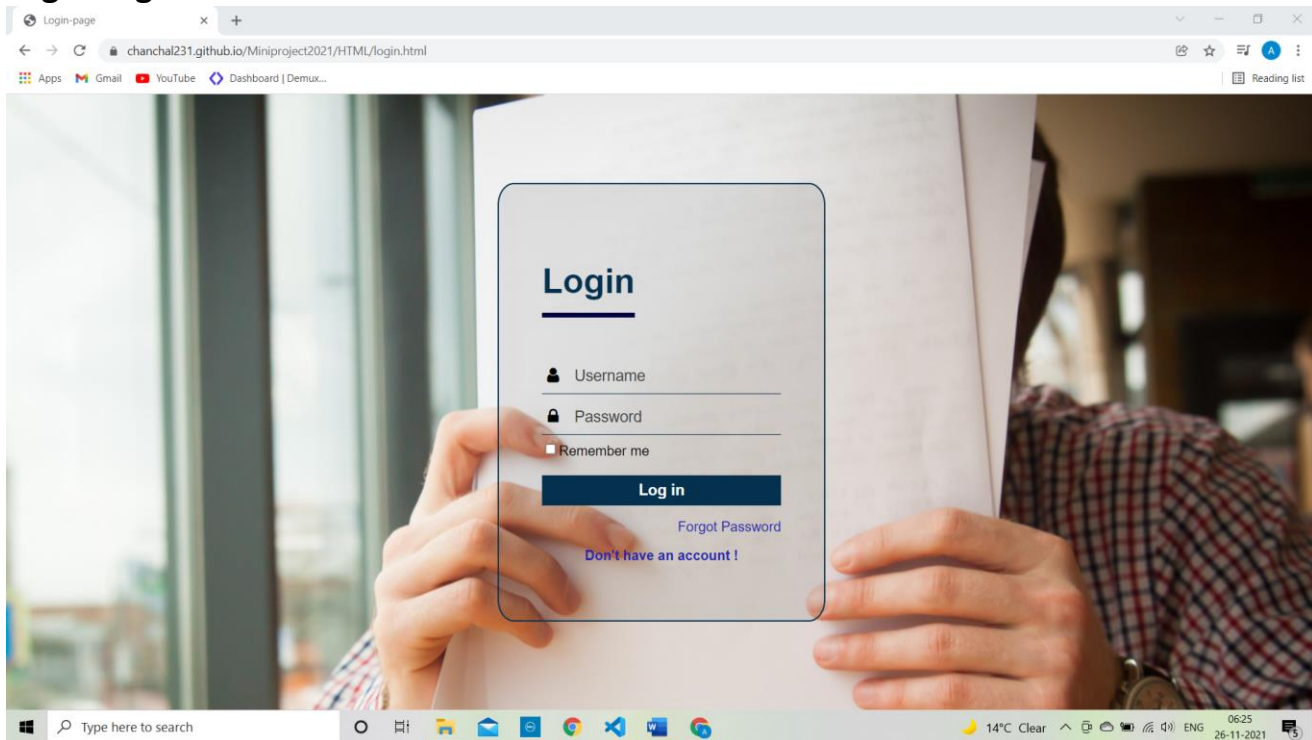 Login-page
chanchal231.github.io/Miniproject2021/HTML/login.html
A
Apps Gmail YouTube Dashboard | Demux... Reading list
Login
Username
Password
Remember me
Log in
Forgot Password
Don't have an account !
Type here to search 14°C Clear ENG 06:25
26-11-2021 5